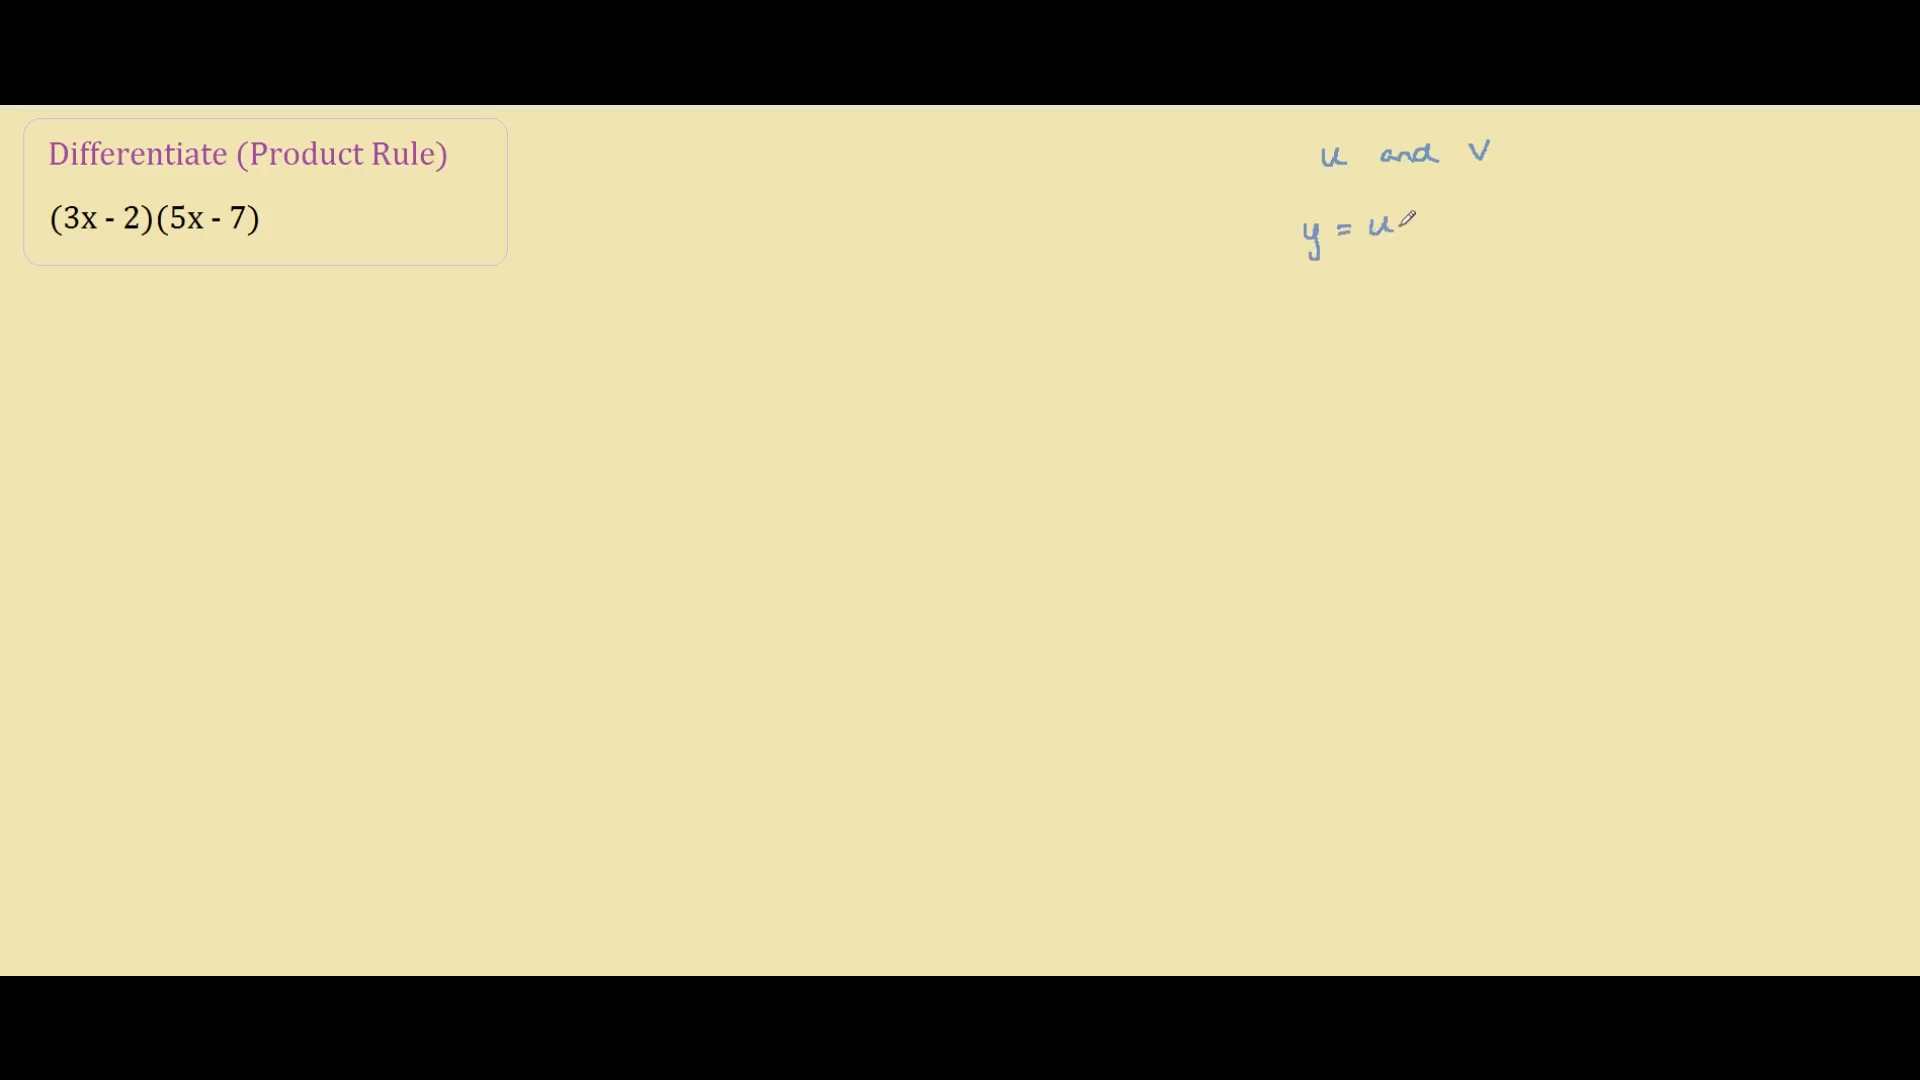 Differentiate (Product Rule)
(3x - 2)(5x - 7)
u and v
y = u